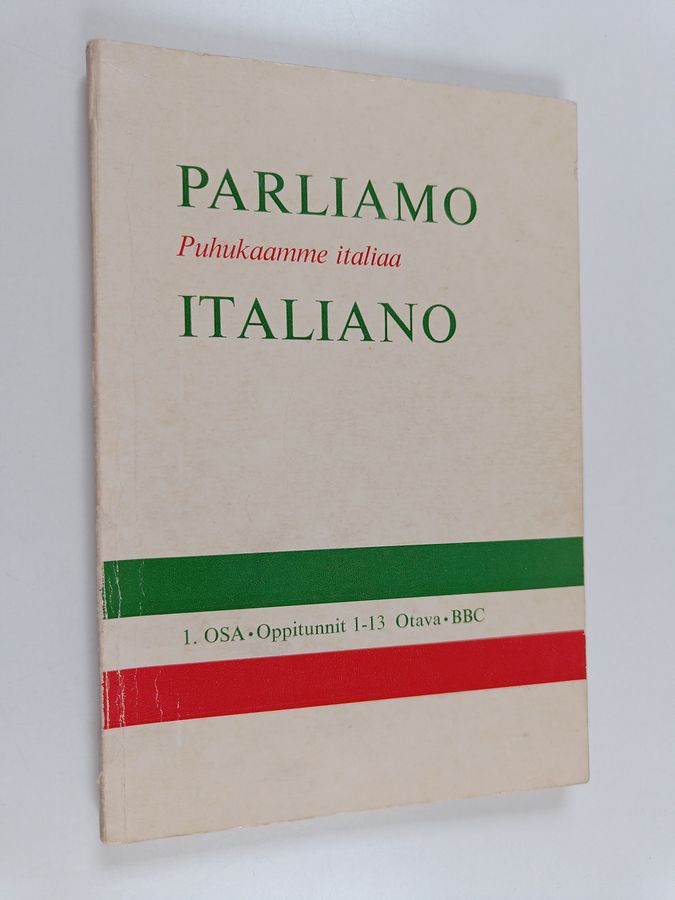 PARLIAMO
Puhukaamme italiaa
ITALIANO
1. OSA • Oppitunnit 1-13 Otava • BBC